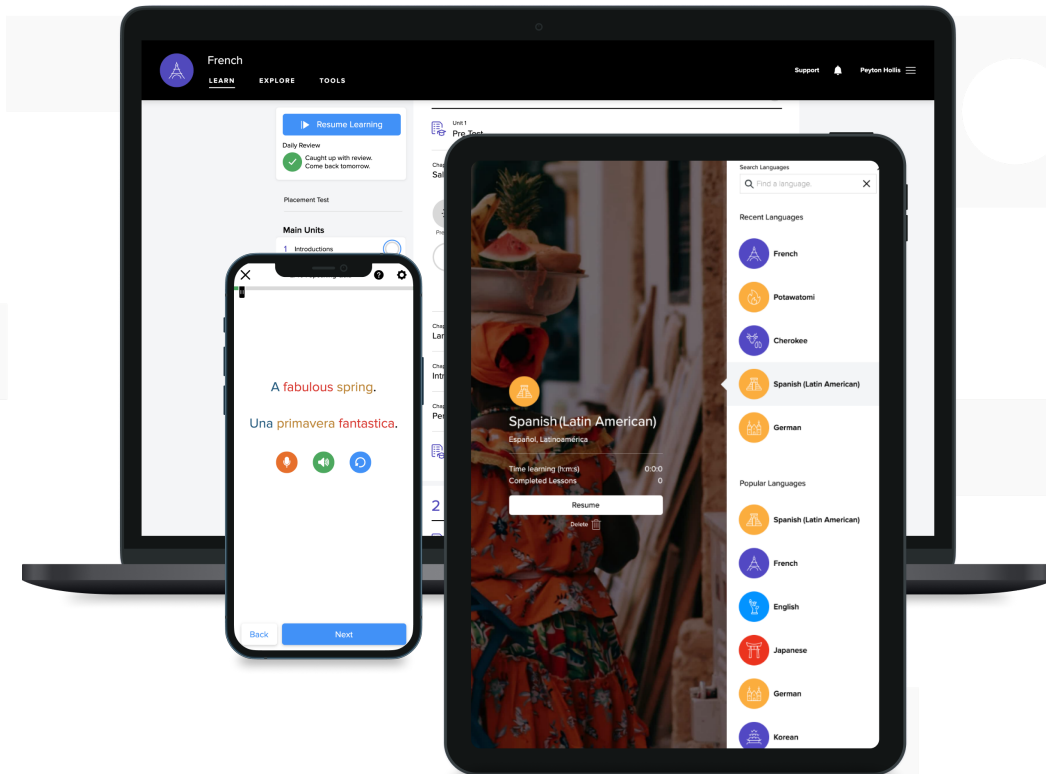 French
LEARN EXPLORE TOOLS
Support
Peyton Hollis
Resume Learning
Daily Review
Caught up with review.
Come back tomorrow.
Placement Test
Main Units
1 Introductions
Unit 1
Pre Test
2
A fabulous spring.
Una primavera fantastica.
Back
Next
Spanish (Latin American)
Español, Latinoamérica
Time learning (h:m:s) 0:0:0
Completed Lessons 0
Resume
Delete
Search Languages
Find a language.
Recent Languages
French
Potawatomi
Cherokee
Spanish (Latin American)
German
Popular Languages
Spanish (Latin American)
French
English
Japanese
German
Korean